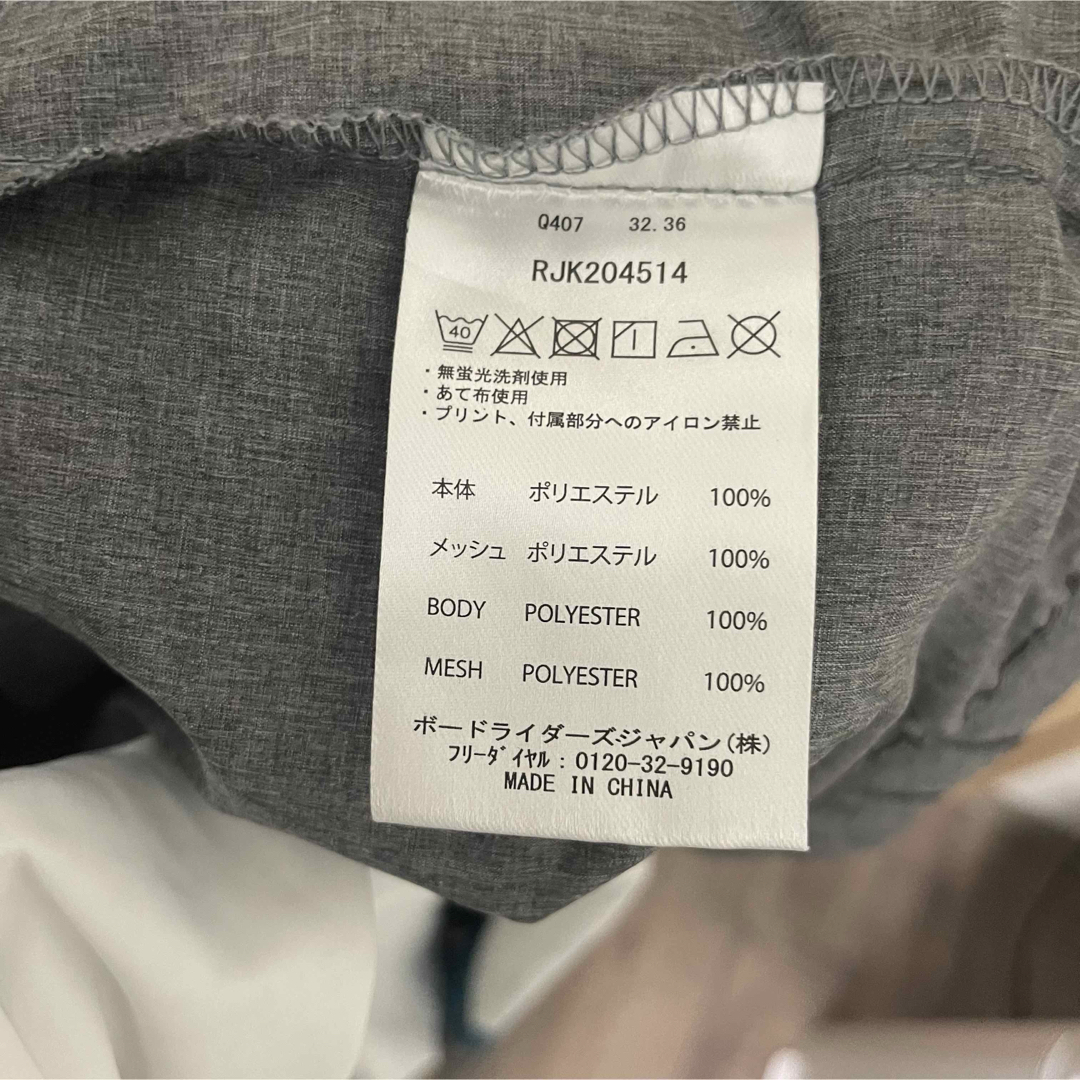 Q407 32.36
RJK204514
40
・無蛍光洗剤使用
・あて布使用
・プリント、付属部分へのアイロン禁止
本体 ポリエステル 100%
メッシュ ポリエステル 100%
BODY POLYESTER 100%
MESH POLYESTER 100%
ボードライダーズジャパン(株)
ﾌﾘｰﾀﾞｲﾔﾙ : 0120-32-9190
MADE IN CHINA